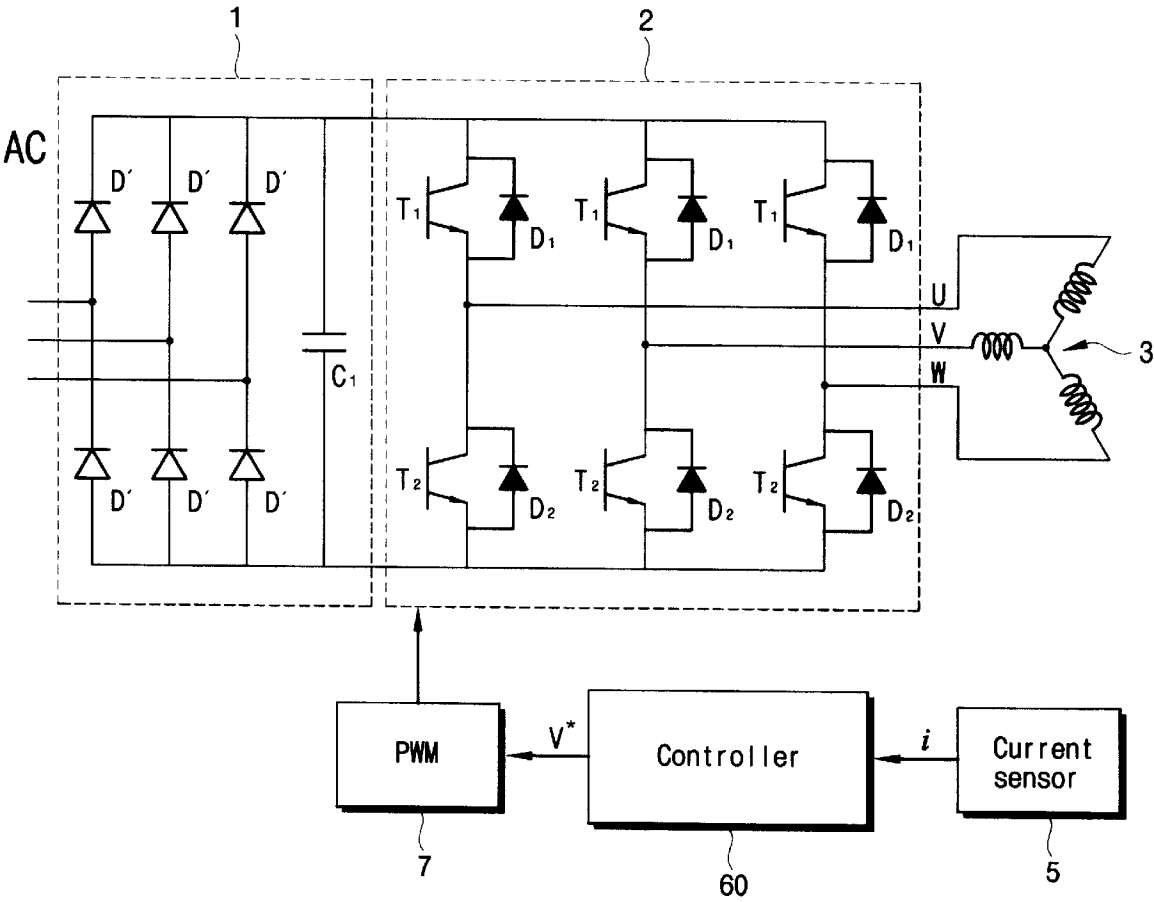 1
2
AC
D′ D′ D′
T₁ D₁ T₁ D₁ T₁ D₁
U
V
3
C₁
W
T₂ D₂ T₂ D₂ T₂ D₂
D′ D′ D′
PWM
V*
Controller
i
Current
sensor
7
60
5